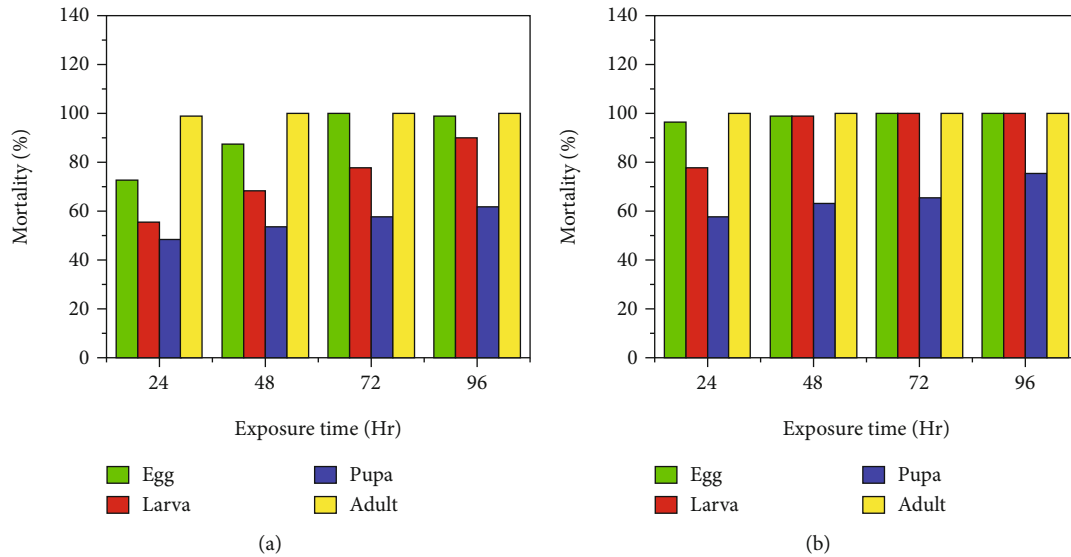 140
120
100
80
60
40
20
0
Mortality (%)
24 48 72 96
Exposure time (Hr)
Egg Pupa
Larva Adult
(a)
140
120
100
80
60
40
20
0
Mortality (%)
24 48 72 96
Exposure time (Hr)
Egg Pupa
Larva Adult
(b)